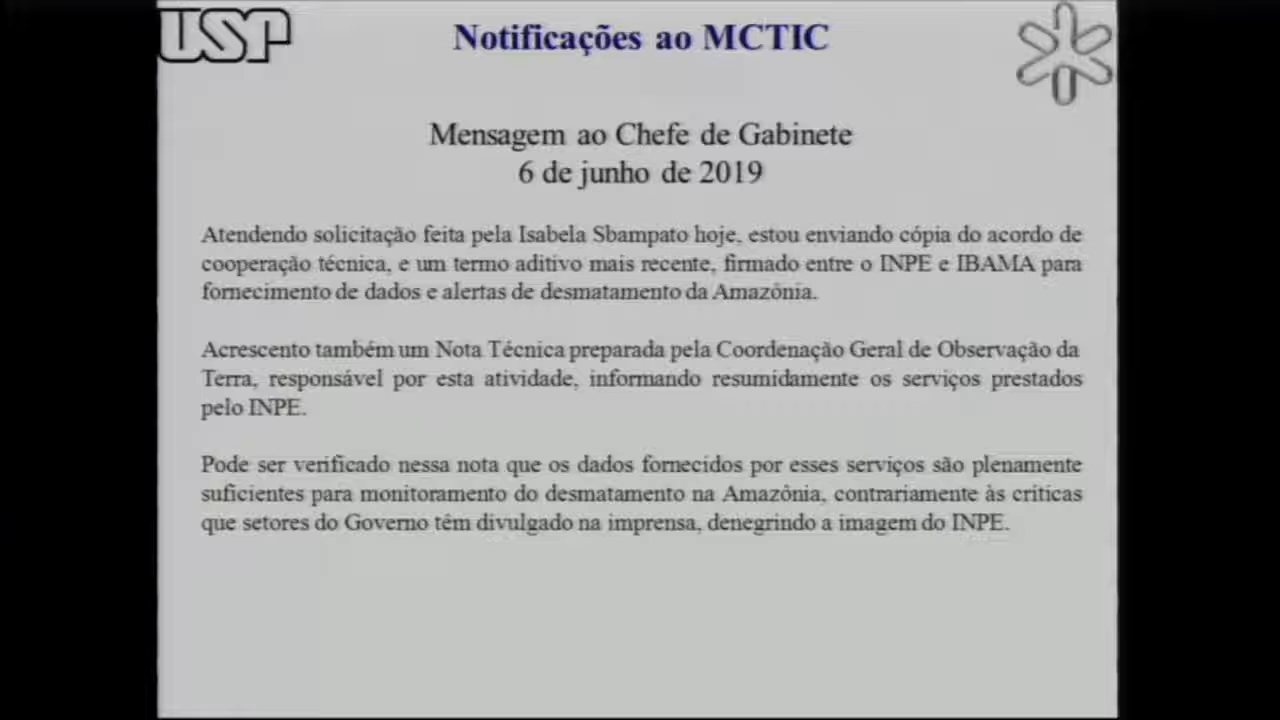 USP
Notificações ao MCTIC
Mensagem ao Chefe de Gabinete
6 de junho de 2019
Atendendo solicitação feita pela Isabela Sbampato hoje, estou enviando cópia do acordo de
cooperação técnica, e um termo aditivo mais recente, firmado entre o INPE e IBAMA para
fornecimento de dados e alertas de desmatamento da Amazônia.
Acrescento também um Nota Técnica preparada pela Coordenação Geral de Observação da
Terra, responsável por esta atividade, informando resumidamente os serviços prestados
pelo INPE.
Pode ser verificado nessa nota que os dados fornecidos por esses serviços são plenamente
suficientes para monitoramento do desmatamento na Amazônia, contrariamente às críticas
que setores do Governo têm divulgado na imprensa, denegrindo a imagem do INPE.